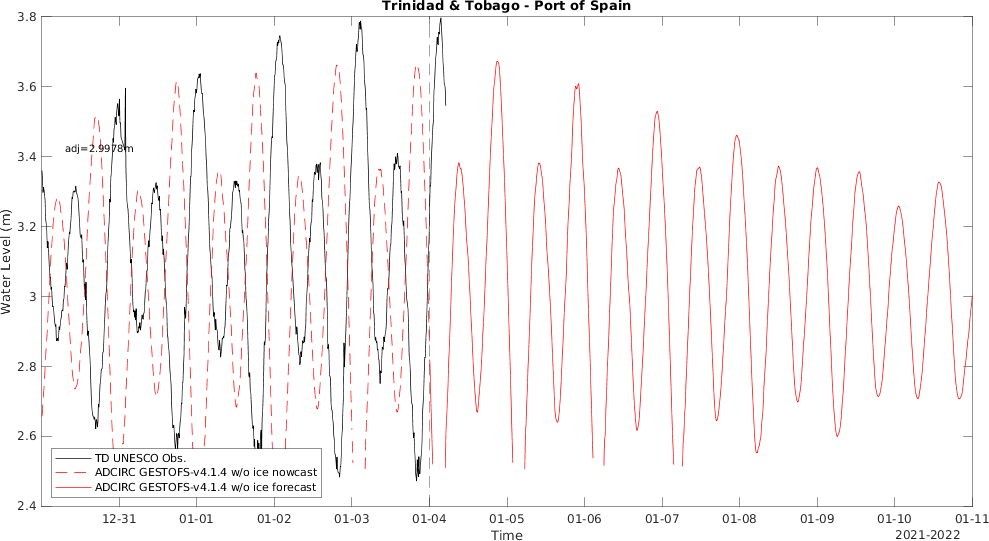 Trinidad & Tobago - Port of Spain
3.8
3.6
3.4
3.2
3
2.8
2.6
2.4
Water Level (m)
adj=2.9978m
TD UNESCO Obs.
ADCIRC GESTOFS-v4.1.4 w/o ice nowcast
ADCIRC GESTOFS-v4.1.4 w/o ice forecast
12-31 01-01 01-02 01-03 01-04 01-05 01-06 01-07 01-08 01-09 01-10 01-11
Time
2021-2022